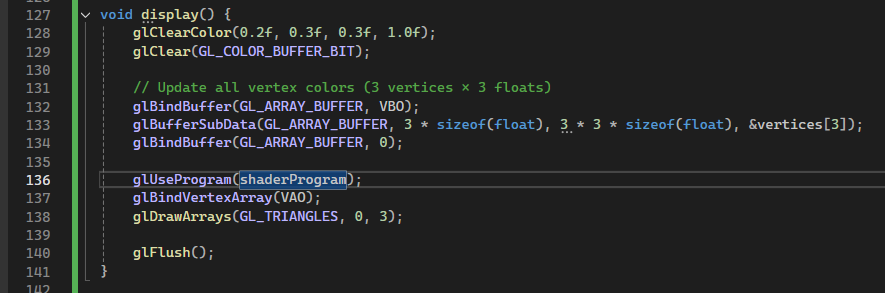 127 void display() {
128 glClearColor(0.2f, 0.3f, 0.3f, 1.0f);
129 glClear(GL_COLOR_BUFFER_BIT);
130
131 // Update all vertex colors (3 vertices × 3 floats)
132 glBindBuffer(GL_ARRAY_BUFFER, VBO);
133 glBufferSubData(GL_ARRAY_BUFFER, 3 * sizeof(float), 3 * 3 * sizeof(float), &vertices[3]);
134 glBindBuffer(GL_ARRAY_BUFFER, 0);
135
136 glUseProgram(shaderProgram);
137 glBindVertexArray(VAO);
138 glDrawArrays(GL_TRIANGLES, 0, 3);
139
140 glFlush();
141 }
142